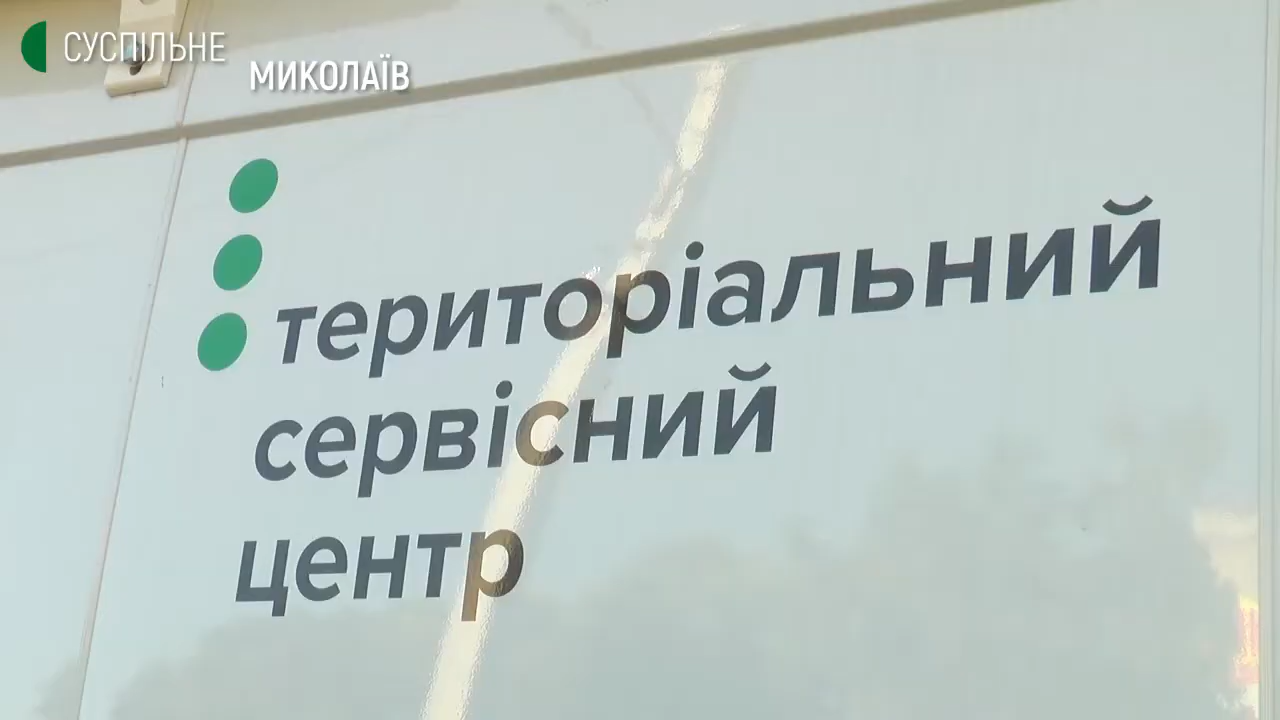 СУСПІЛЬНЕ
МИКОЛАЇВ
територіальний
сервісний
центр